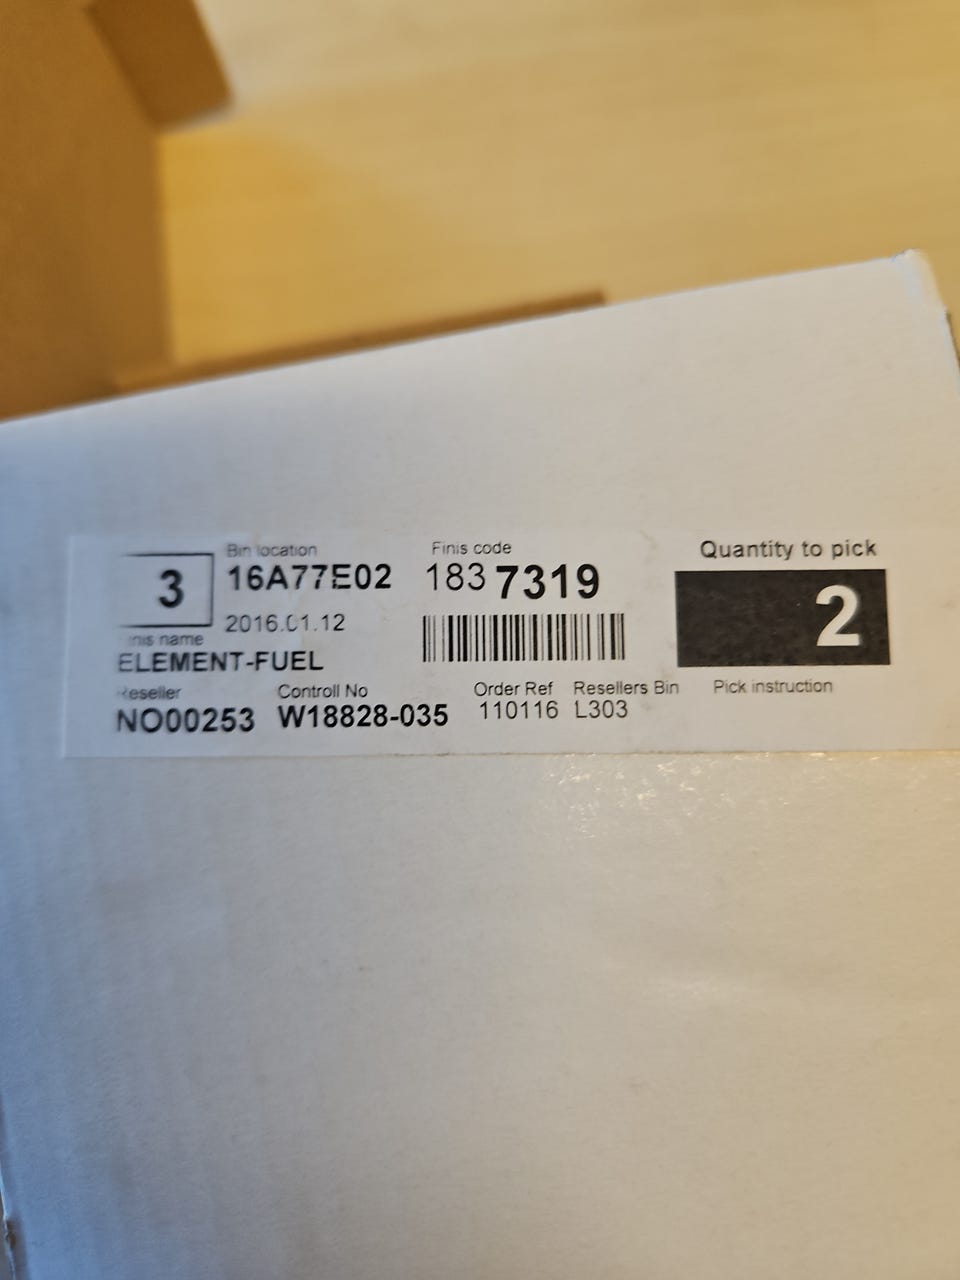 3
Bin location
16A77E02
2016.01.12
Finis code
183 7319
Quantity to pick
2
name
ELEMENT-FUEL
Reseller
NO00253
Controll No
W18828-035
Order Ref
110116
Resellers Bin
L303
Pick instruction